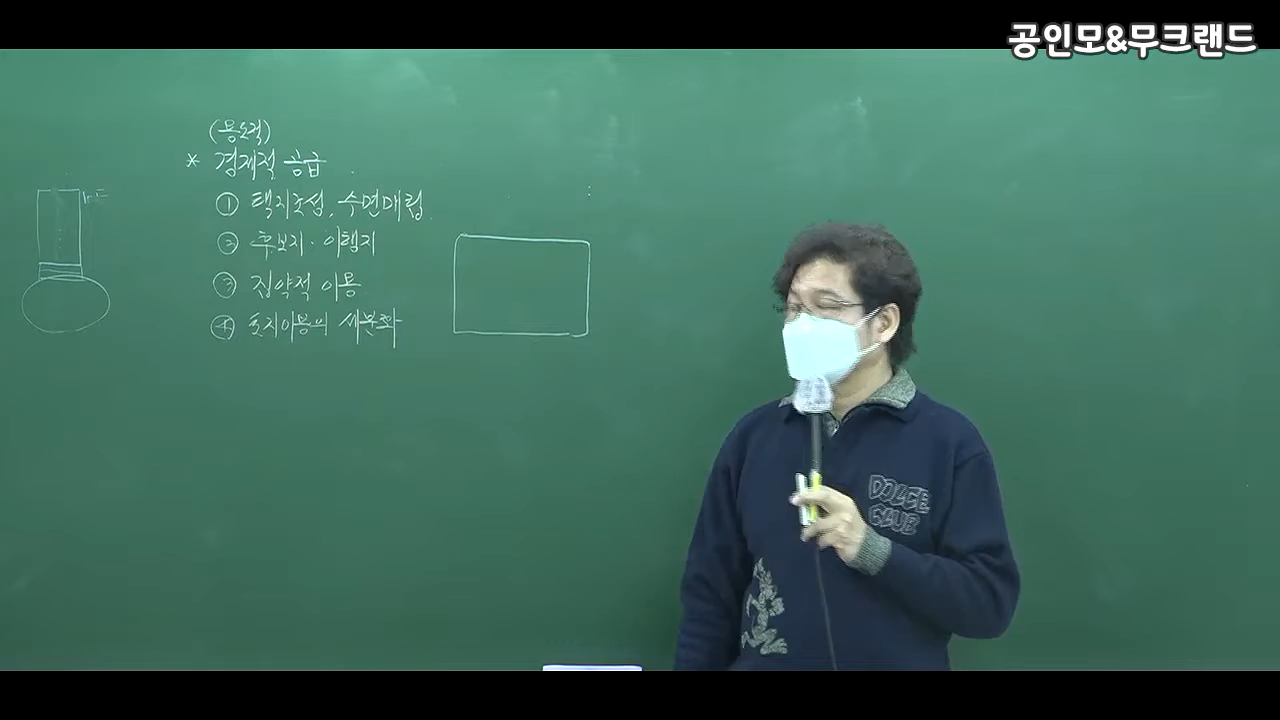 공인모&무크랜드
(용도적)
* 경제적 공급
① 택지조성, 수면매립.
② 후보지·이행지
③ 집약적 이용
④ 토지이용의 세분화
DOLCE
CLUB